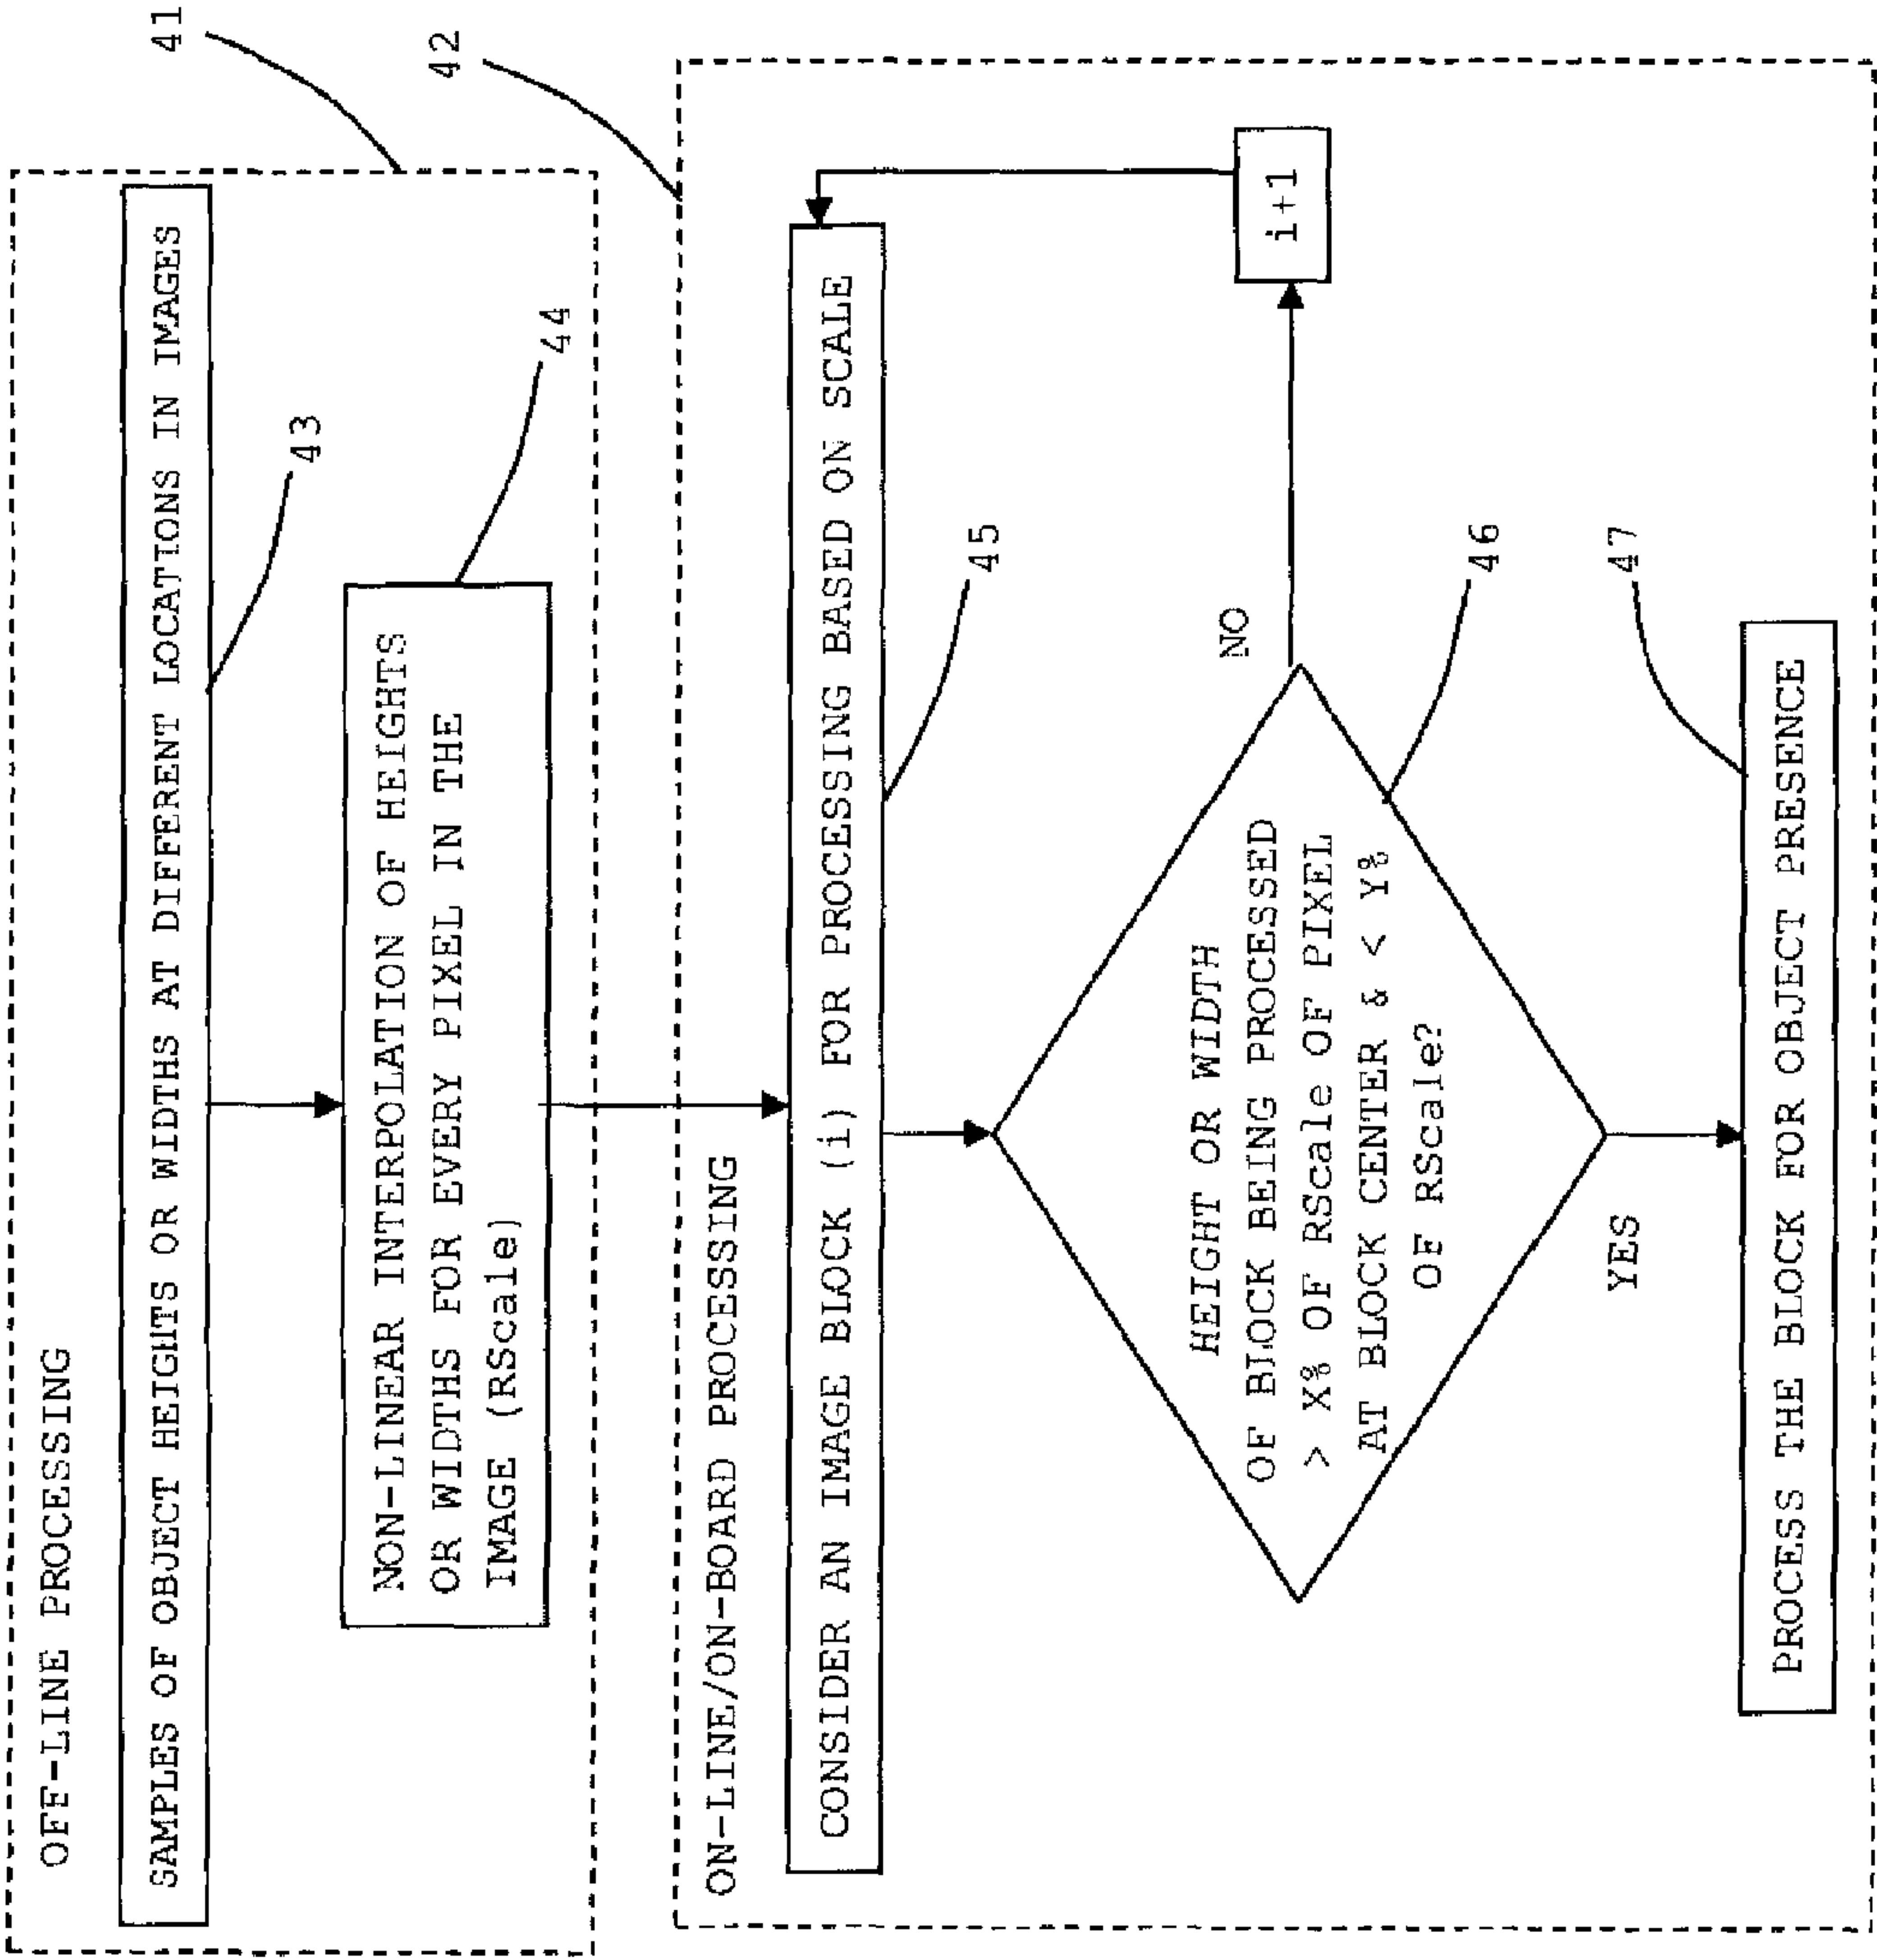 OFF-LINE PROCESSING
41
SAMPLES OF OBJECT HEIGHTS OR WIDTHS AT DIFFERENT LOCATIONS IN IMAGES
43
NON-LINEAR INTERPOLATION OF HEIGHTS
OR WIDTHS FOR EVERY PIXEL IN THE
IMAGE (RScale)
44
42
ON-LINE/ON-BOARD PROCESSING
CONSIDER AN IMAGE BLOCK (i) FOR PROCESSING BASED ON SCALE
45
i+1
HEIGHT OR WIDTH
OF BLOCK BEING PROCESSED
> X% OF RScale OF PIXEL
AT BLOCK CENTER & < Y%
OF RScale?
NO
46
YES
47
PROCESS THE BLOCK FOR OBJECT PRESENCE